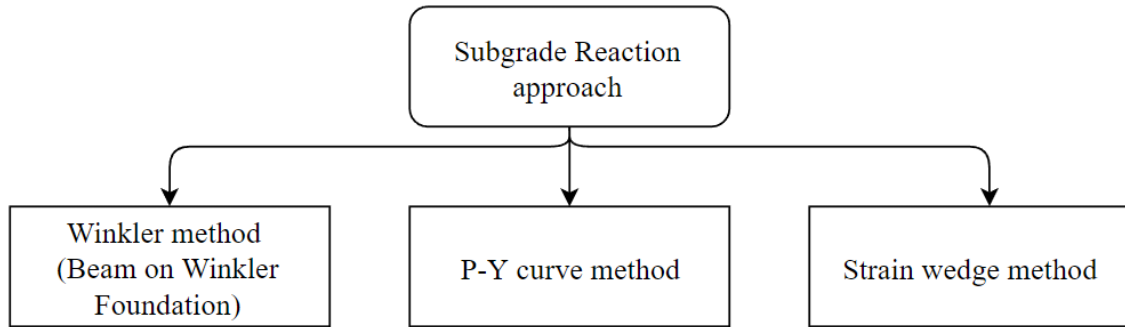 Subgrade Reaction
approach
Winkler method
(Beam on Winkler
Foundation)
P-Y curve method
Strain wedge method